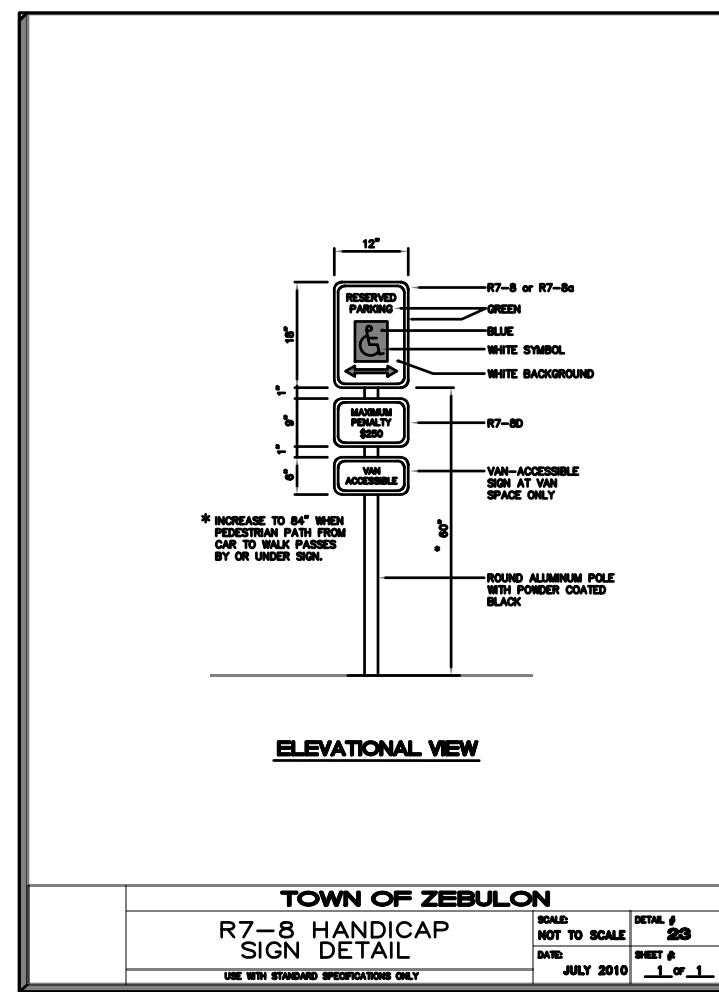 12"
R7-8 or R7-8a
RESERVED
PARKING
GREEN
BLUE
18"
WHITE SYMBOL
WHITE BACKGROUND
1"
MAXIMUM
PENALTY
$250
9"
R7-8D
1"
VAN
ACCESSIBLE
6"
VAN-ACCESSIBLE
SIGN AT VAN
SPACE ONLY
* INCREASE TO 84" WHEN
PEDESTRIAN PATH FROM
CAR TO WALK PASSES
BY OR UNDER SIGN.
* 60"
ROUND ALUMINUM POLE
WITH POWDER COATED
BLACK
ELEVATIONAL VIEW
TOWN OF ZEBULON
R7-8 HANDICAP
SIGN DETAIL
USE WITH STANDARD SPECIFICATIONS ONLY
SCALE:
NOT TO SCALE
DETAIL #
23
DATE:
JULY 2010
SHEET #:
1 OF 1